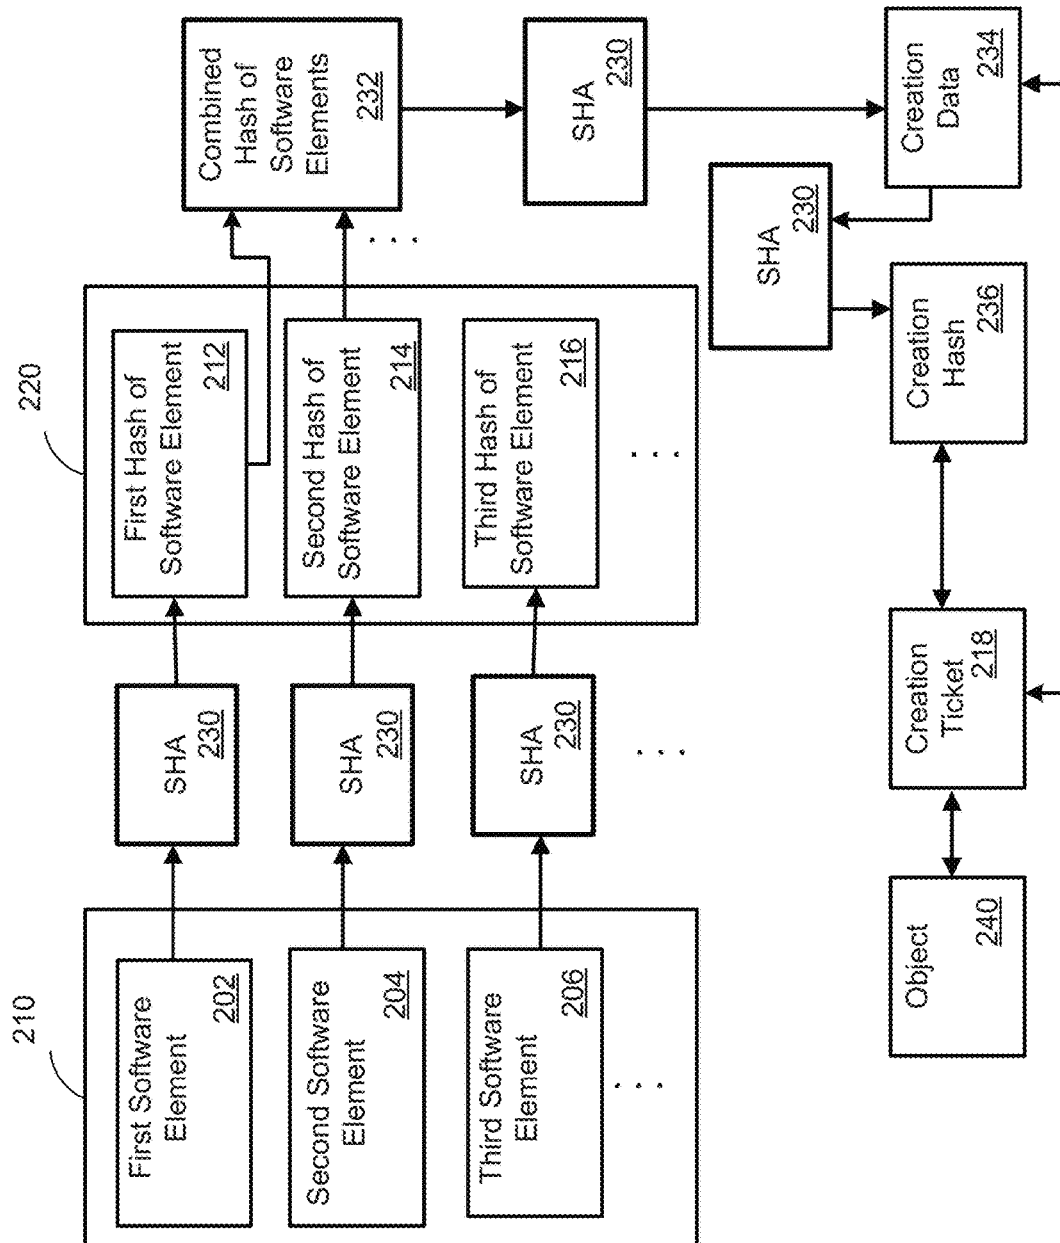 210
First Software
Element
202
Second Software
Element
204
Third Software
Element
206
. . .
SHA
230
SHA
230
SHA
230
. . .
220
First Hash of
Software Element
212
Second Hash of
Software Element
214
Third Hash of
Software Element
216
. . .
Combined
Hash of
Software
Elements
232
. . .
SHA
230
Creation
Data
234
SHA
230
Creation
Hash
236
Creation
Ticket
218
Object
240